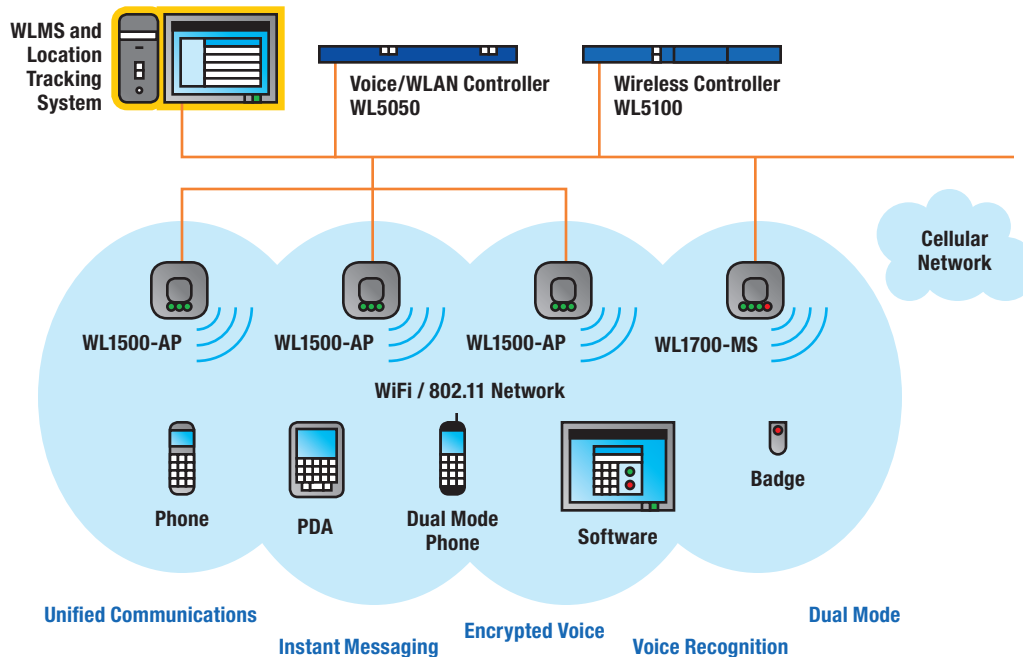 WLMS and
Location
Tracking
System
Voice/WLAN Controller
WL5050
Wireless Controller
WL5100
Cellular
Network
WL1500-AP
WL1500-AP
WL1500-AP
WL1700-MS
WiFi / 802.11 Network
Phone
PDA
Dual Mode
Phone
Software
Badge
Unified Communications
Instant Messaging
Encrypted Voice
Voice Recognition
Dual Mode